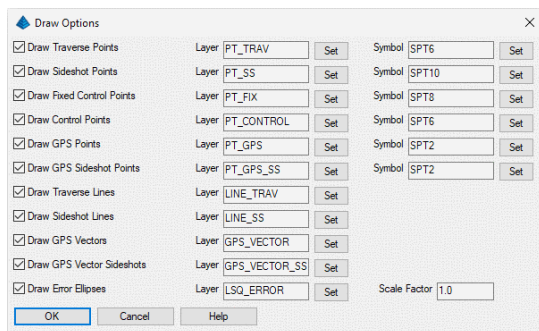 Draw Options
Draw Traverse Points Layer PT_TRAV Set Symbol SPT6 Set
Draw Sideshot Points Layer PT_SS Set Symbol SPT10 Set
Draw Fixed Control Points Layer PT_FIX Set Symbol SPT8 Set
Draw Control Points Layer PT_CONTROL Set Symbol SPT6 Set
Draw GPS Points Layer PT_GPS Set Symbol SPT2 Set
Draw GPS Sideshot Points Layer PT_GPS_SS Set Symbol SPT2 Set
Draw Traverse Lines Layer LINE_TRAV Set
Draw Sideshot Lines Layer LINE_SS Set
Draw GPS Vectors Layer GPS_VECTOR Set
Draw GPS Vector Sideshots Layer GPS_VECTOR_SS Set
Draw Error Ellipses Layer LSQ_ERROR Set Scale Factor 1.0
OK Cancel Help